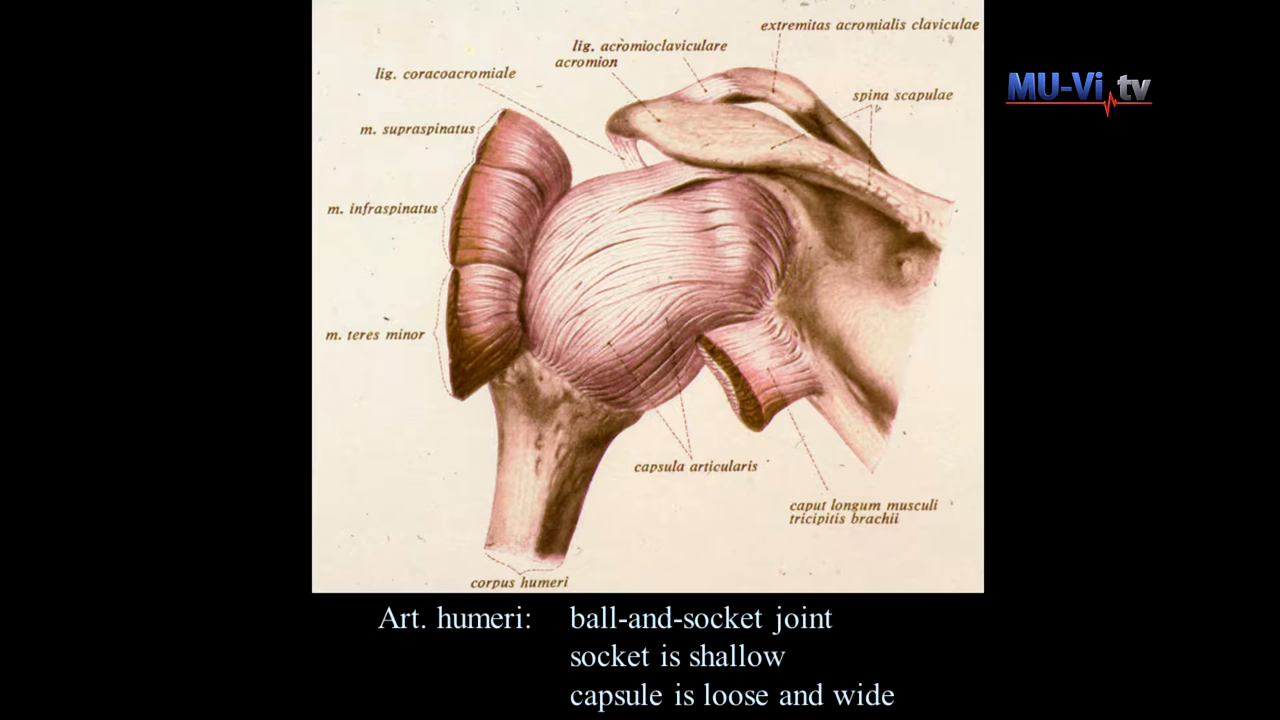 extremitas acromialis claviculae
lig. acromioclaviculare
acromion
lig. coracoacromiale
spina scapulae
MU-Vi.tv
m. supraspinatus
m. infraspinatus
m. teres minor
capsula articularis
caput longum musculi
tricipitis brachii
corpus humeri
Art. humeri: ball-and-socket joint
socket is shallow
capsule is loose and wide